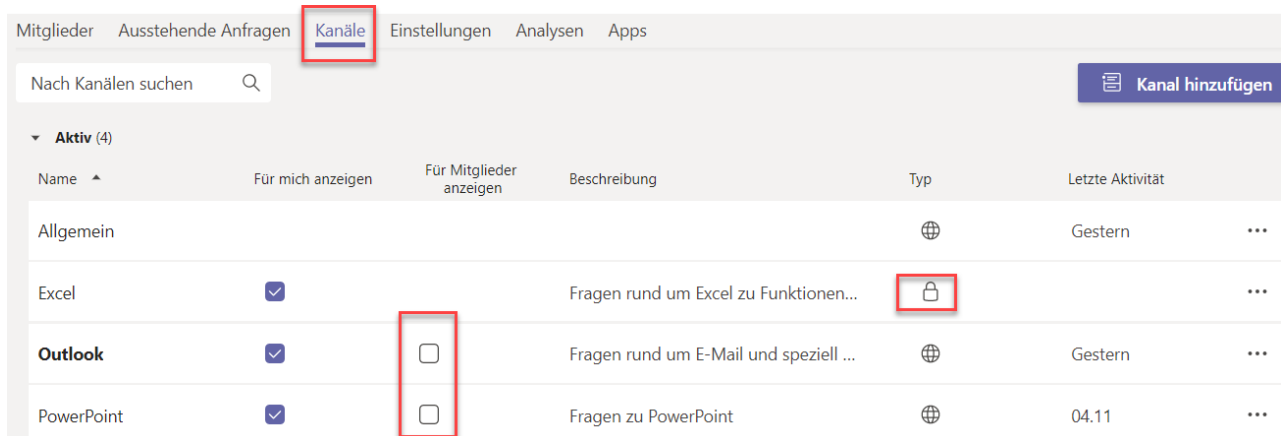 Mitglieder Ausstehende Anfragen Kanäle Einstellungen Analysen Apps
Nach Kanälen suchen Kanal hinzufügen
Aktiv (4)
Name Für mich anzeigen Für Mitglieder anzeigen Beschreibung Typ Letzte Aktivität
Allgemein Gestern ...
Excel Fragen rund um Excel zu Funktionen... ...
Outlook Fragen rund um E-Mail und speziell ... Gestern ...
PowerPoint Fragen zu PowerPoint 04.11 ...